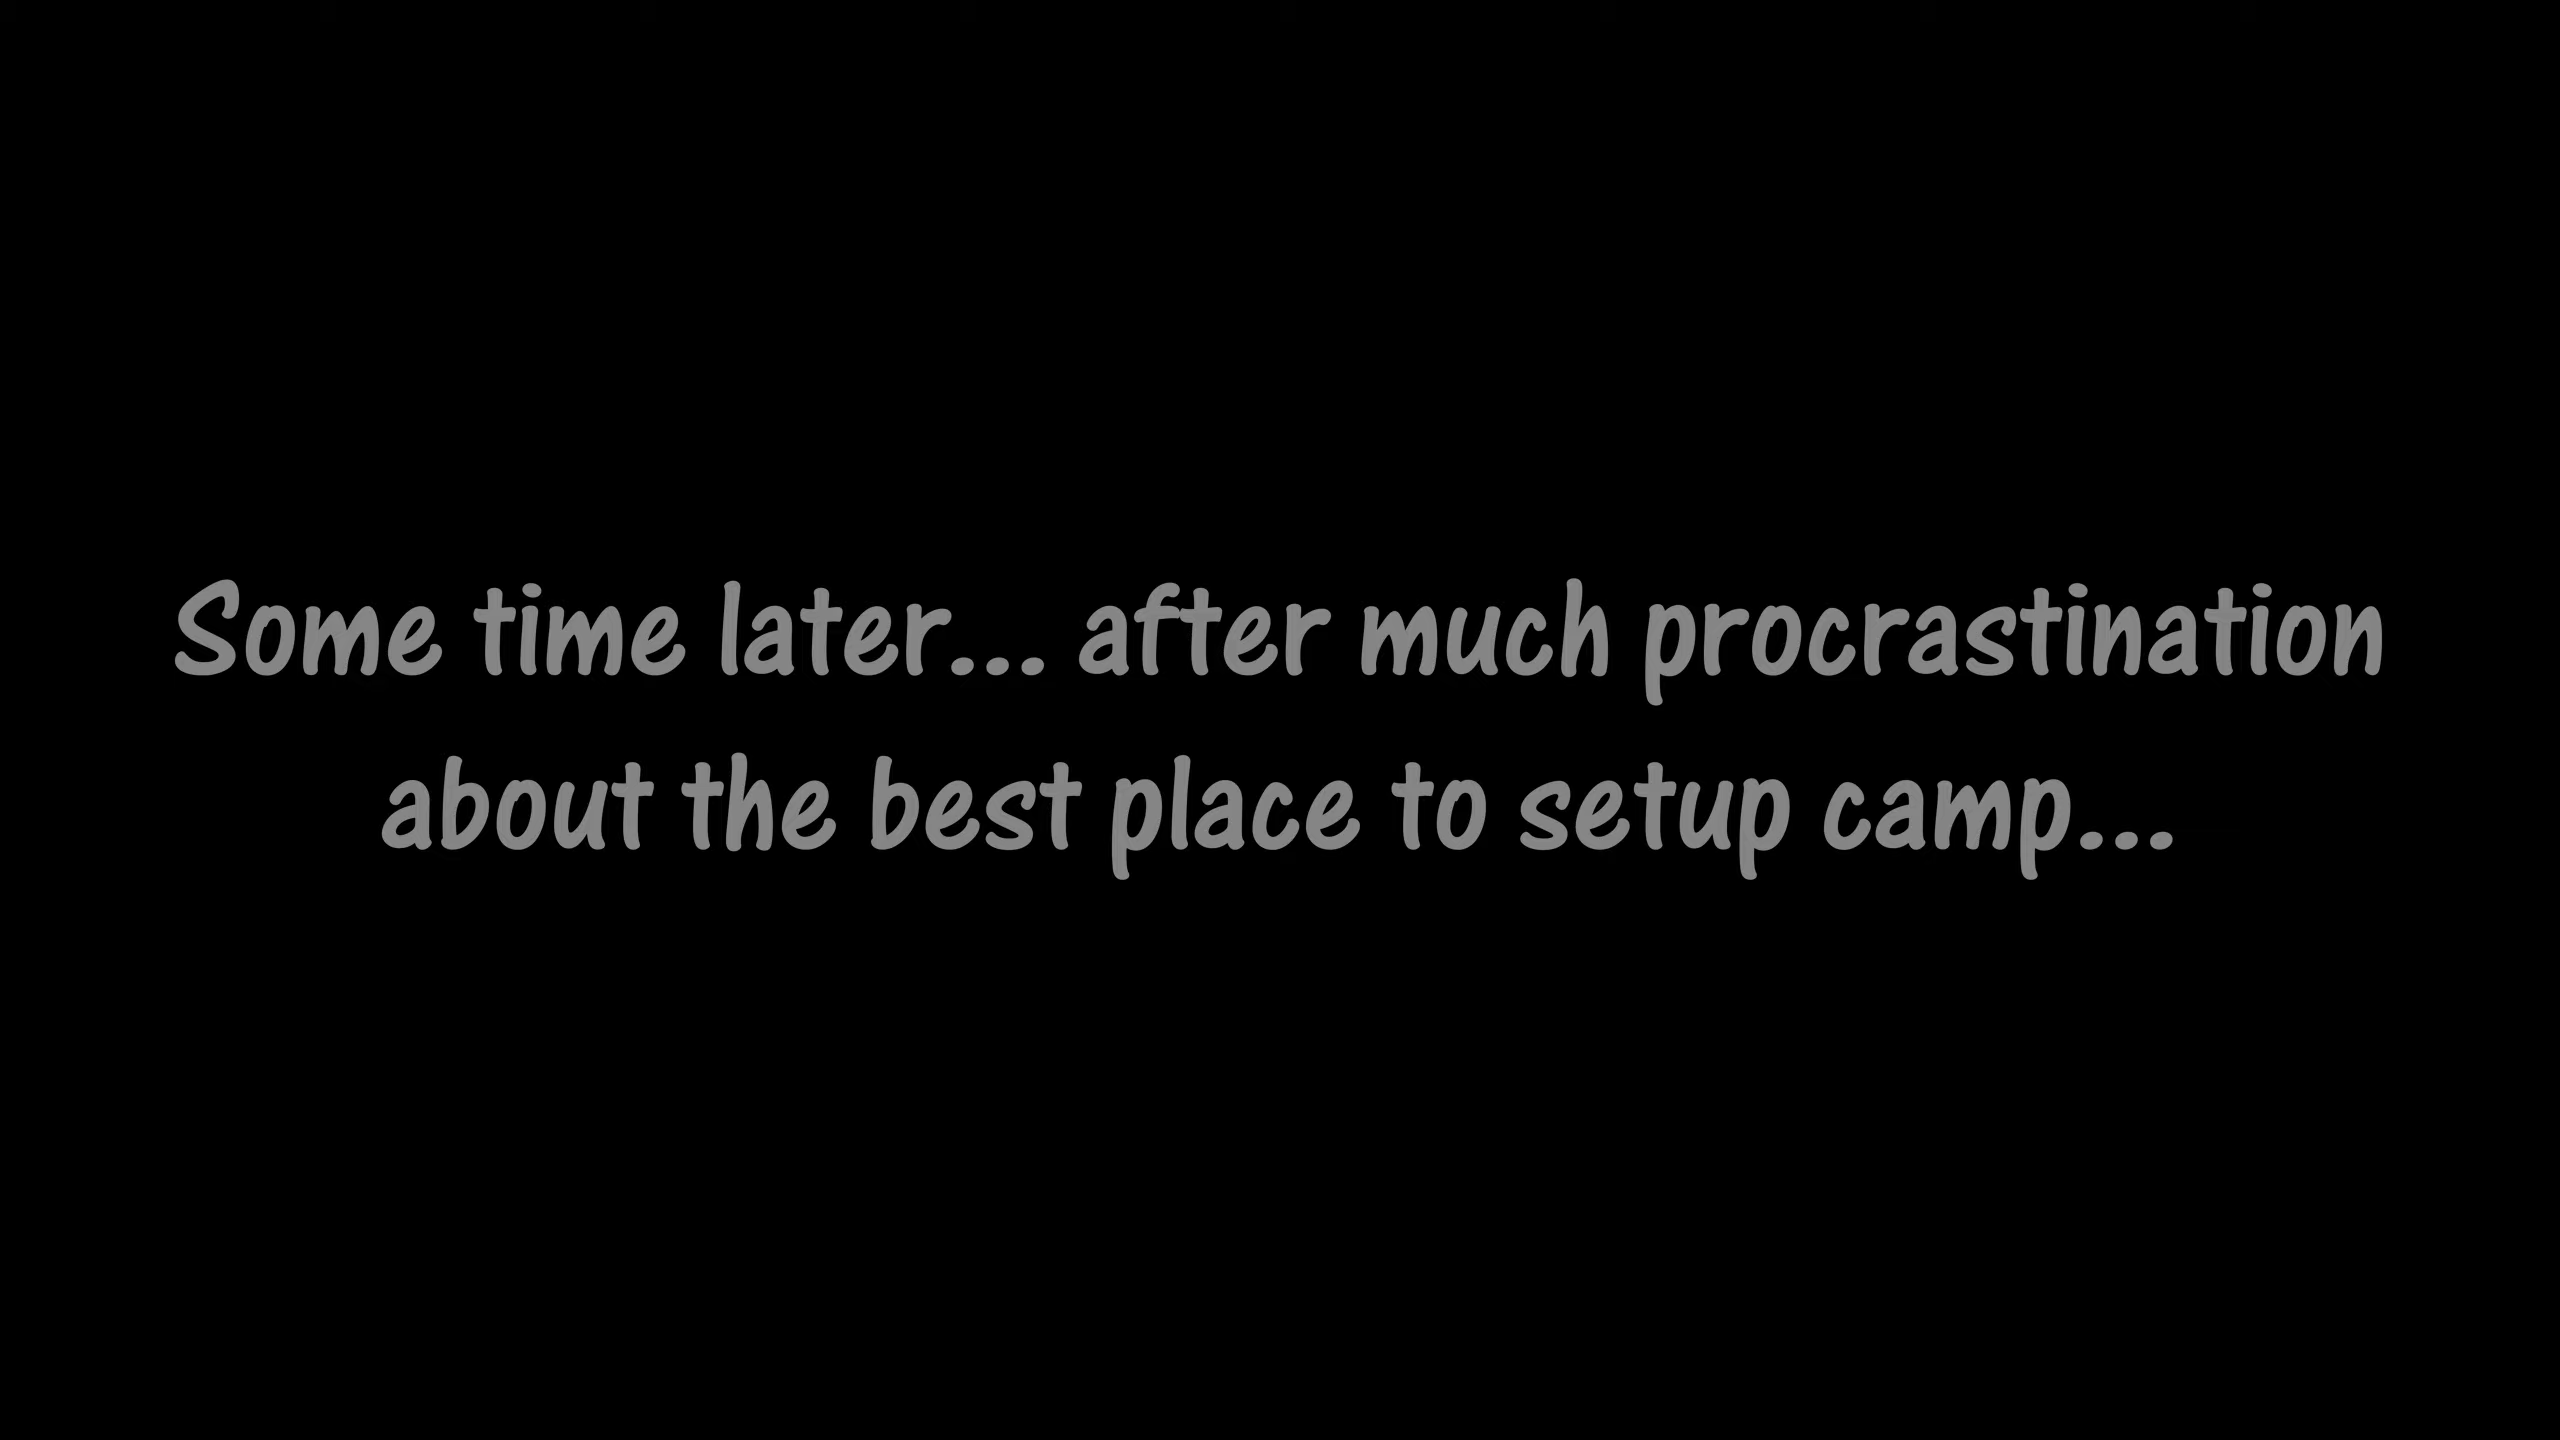 Some time later... after much procrastination
about the best place to setup camp...